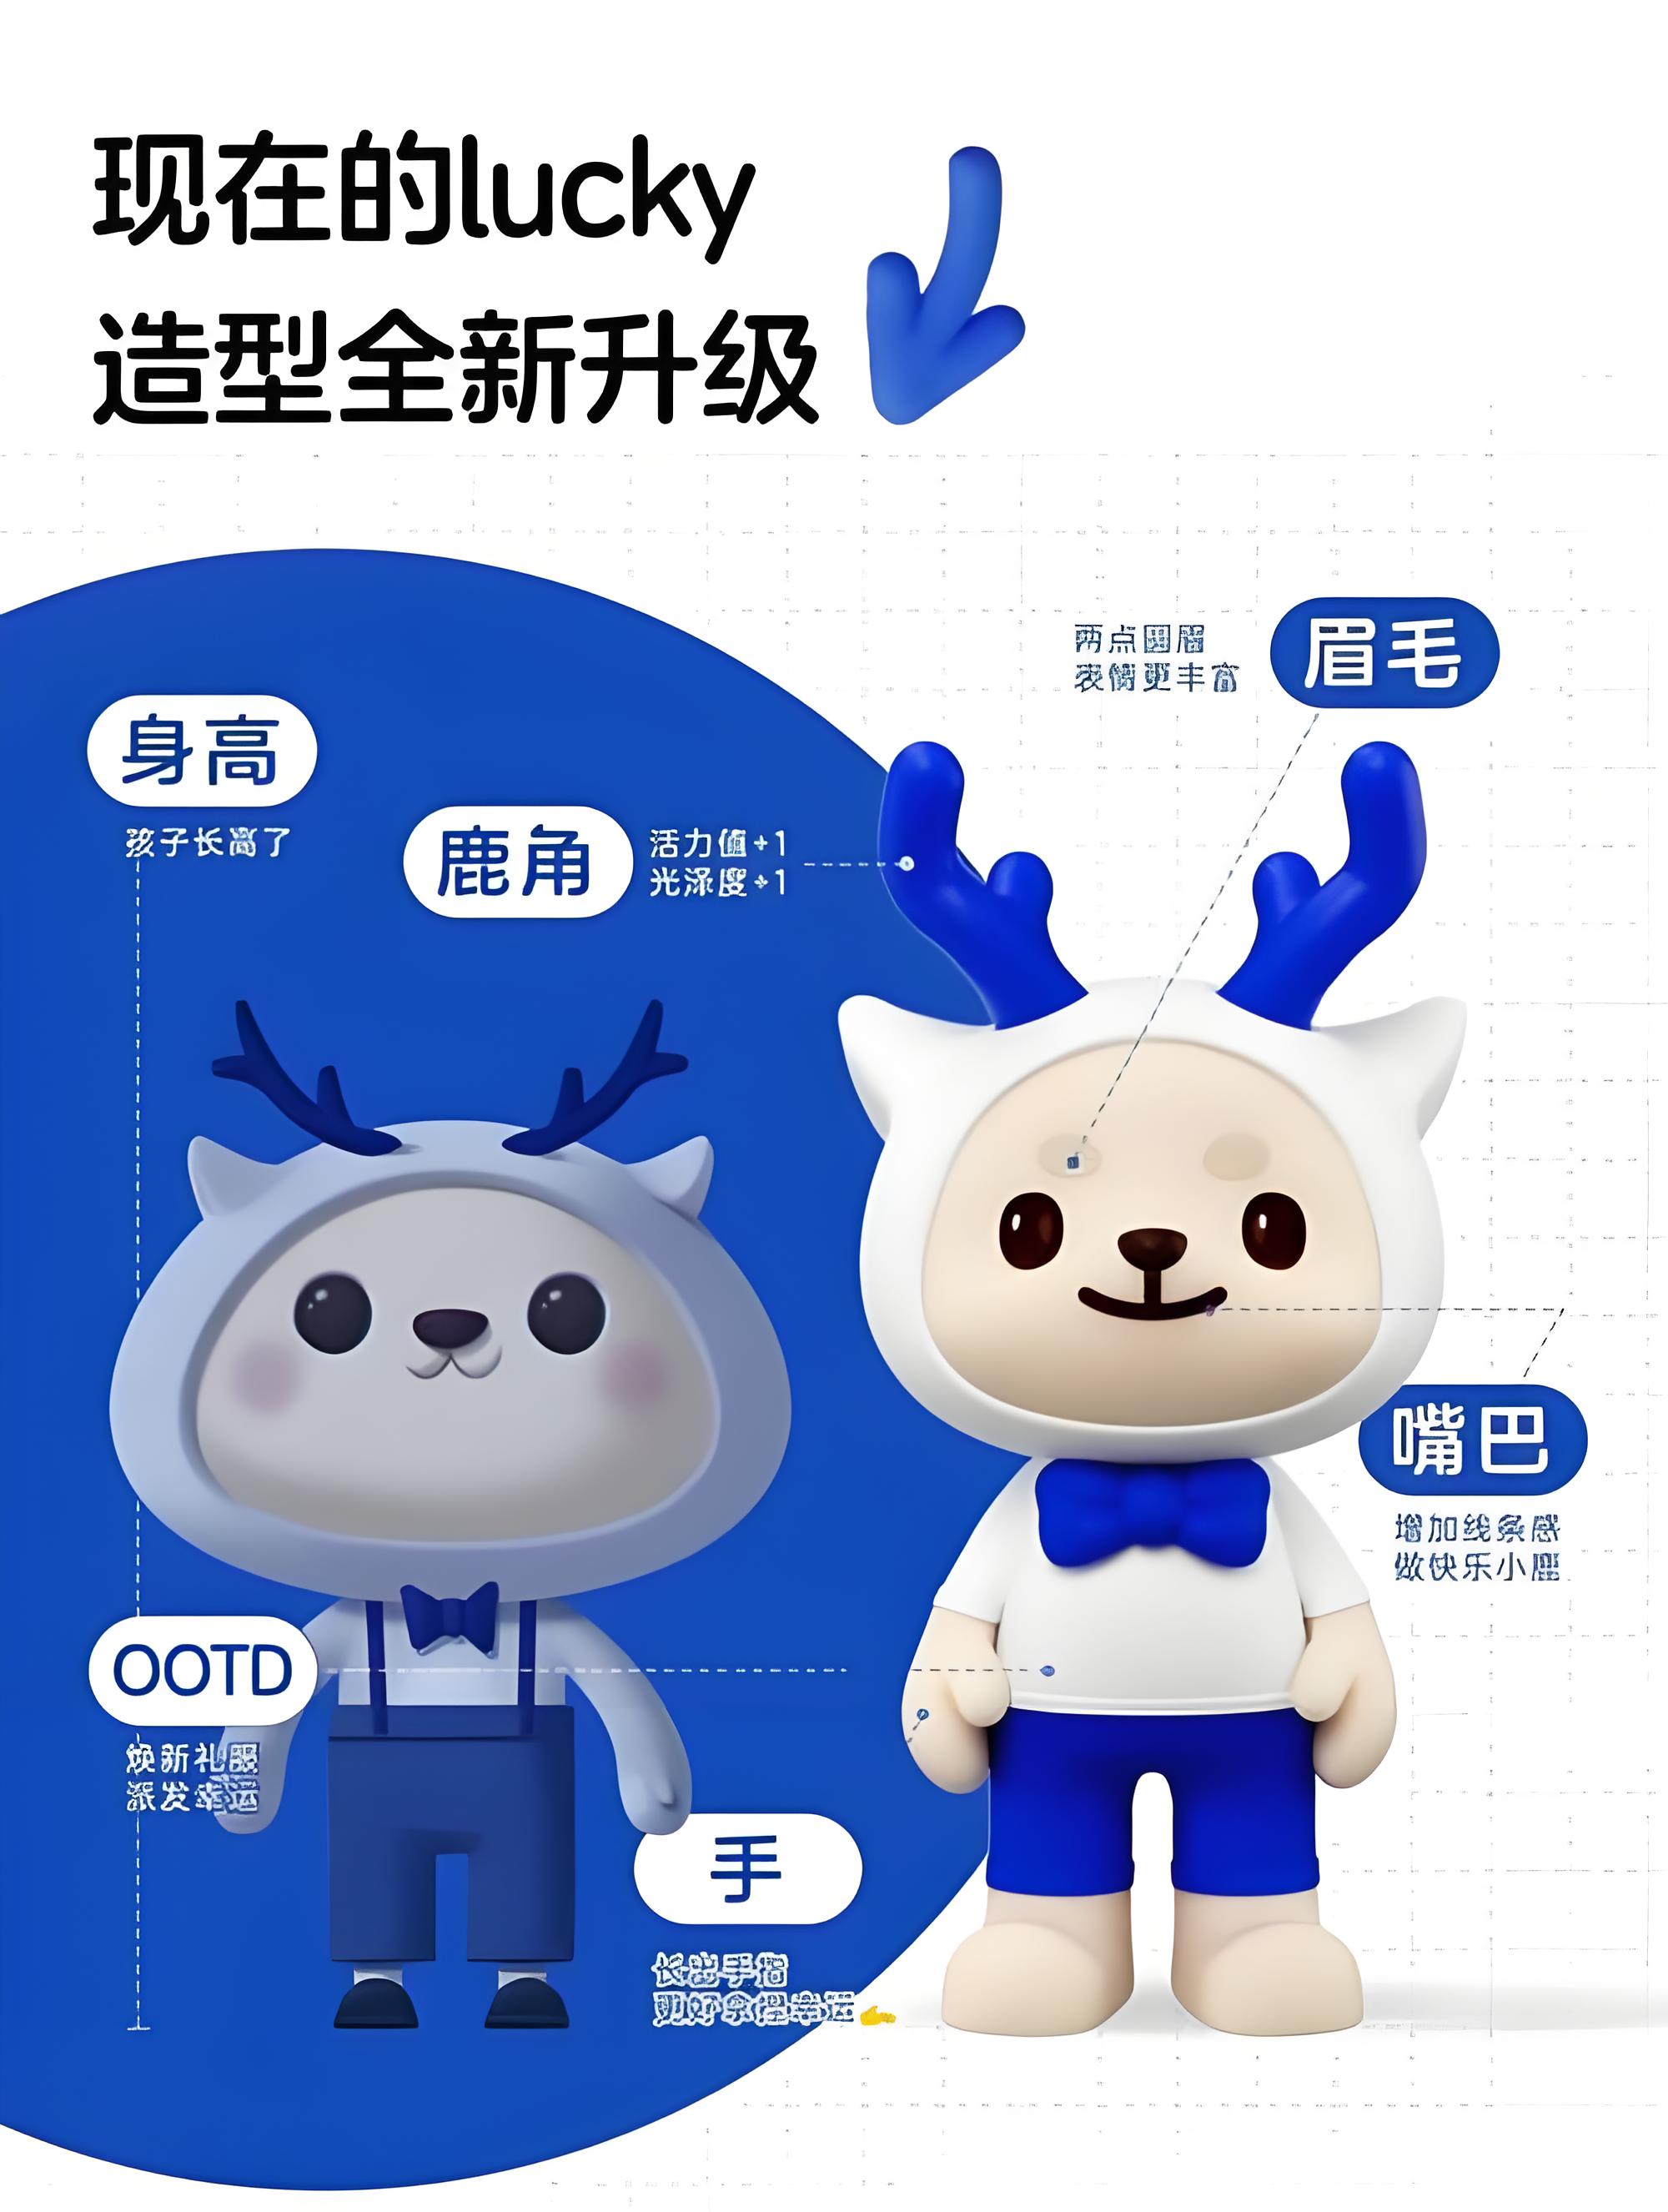 现在的lucky
造型全新升级
两点圆眉
表情更丰富
眉毛
身高
孩子长高了
鹿角
活力值+1
光泽度+1
嘴巴
增加线条感
做快乐小鹿
OOTD
焕新礼服
派发幸运
手
长出手指